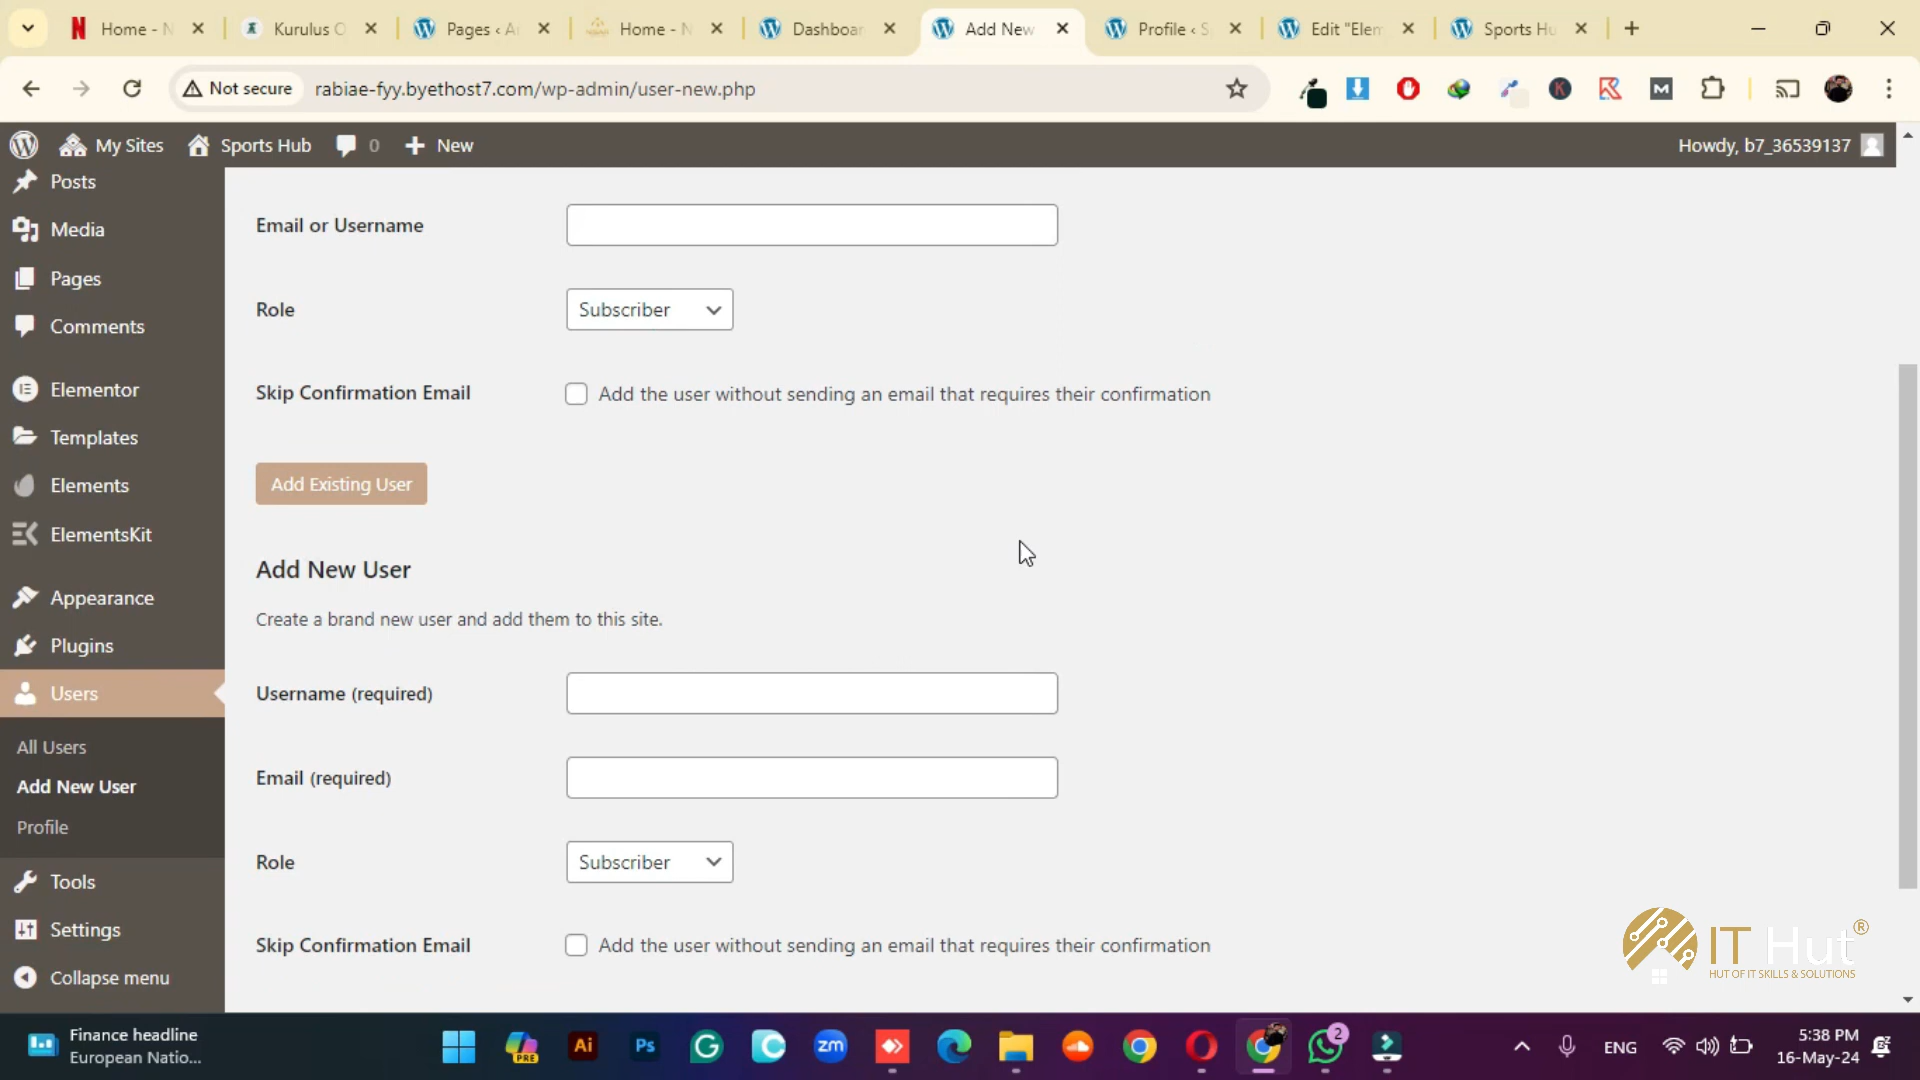 Home - N
Kurulus O
Pages ‹ A
Home - N
Dashboar
Add New
Profile ‹ S
Edit "Elem
Sports Hu
Not secure
rabiae-fyy.byethost7.com/wp-admin/user-new.php
My Sites
Sports Hub
0
New
Howdy, b7_36539137
Posts
Media
Pages
Comments
Elementor
Templates
Elements
ElementsKit
Appearance
Plugins
Users
All Users
Add New User
Profile
Tools
Settings
Collapse menu
Email or Username
Role
Subscriber
Skip Confirmation Email
Add the user without sending an email that requires their confirmation
Add Existing User
Add New User
Create a brand new user and add them to this site.
Username (required)
Email (required)
Role
Subscriber
Skip Confirmation Email
Add the user without sending an email that requires their confirmation
IT Hut®
HUT OF IT SKILLS & SOLUTIONS
Finance headline
European Natio...
PRE
Ai
Ps
zm
2
ENG
5:38 PM
16-May-24